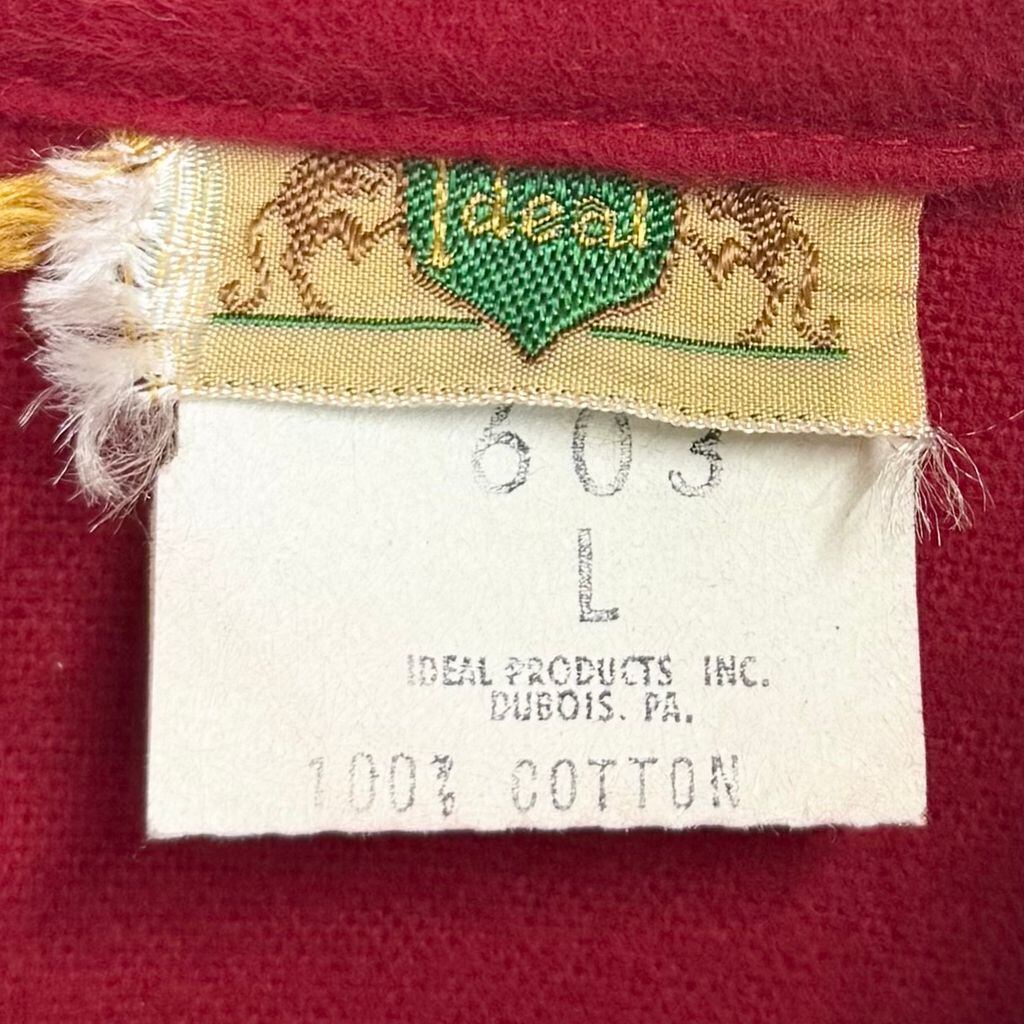 Ideal
603
L
IDEAL PRODUCTS INC.
DUBOIS. PA.
100% COTTON